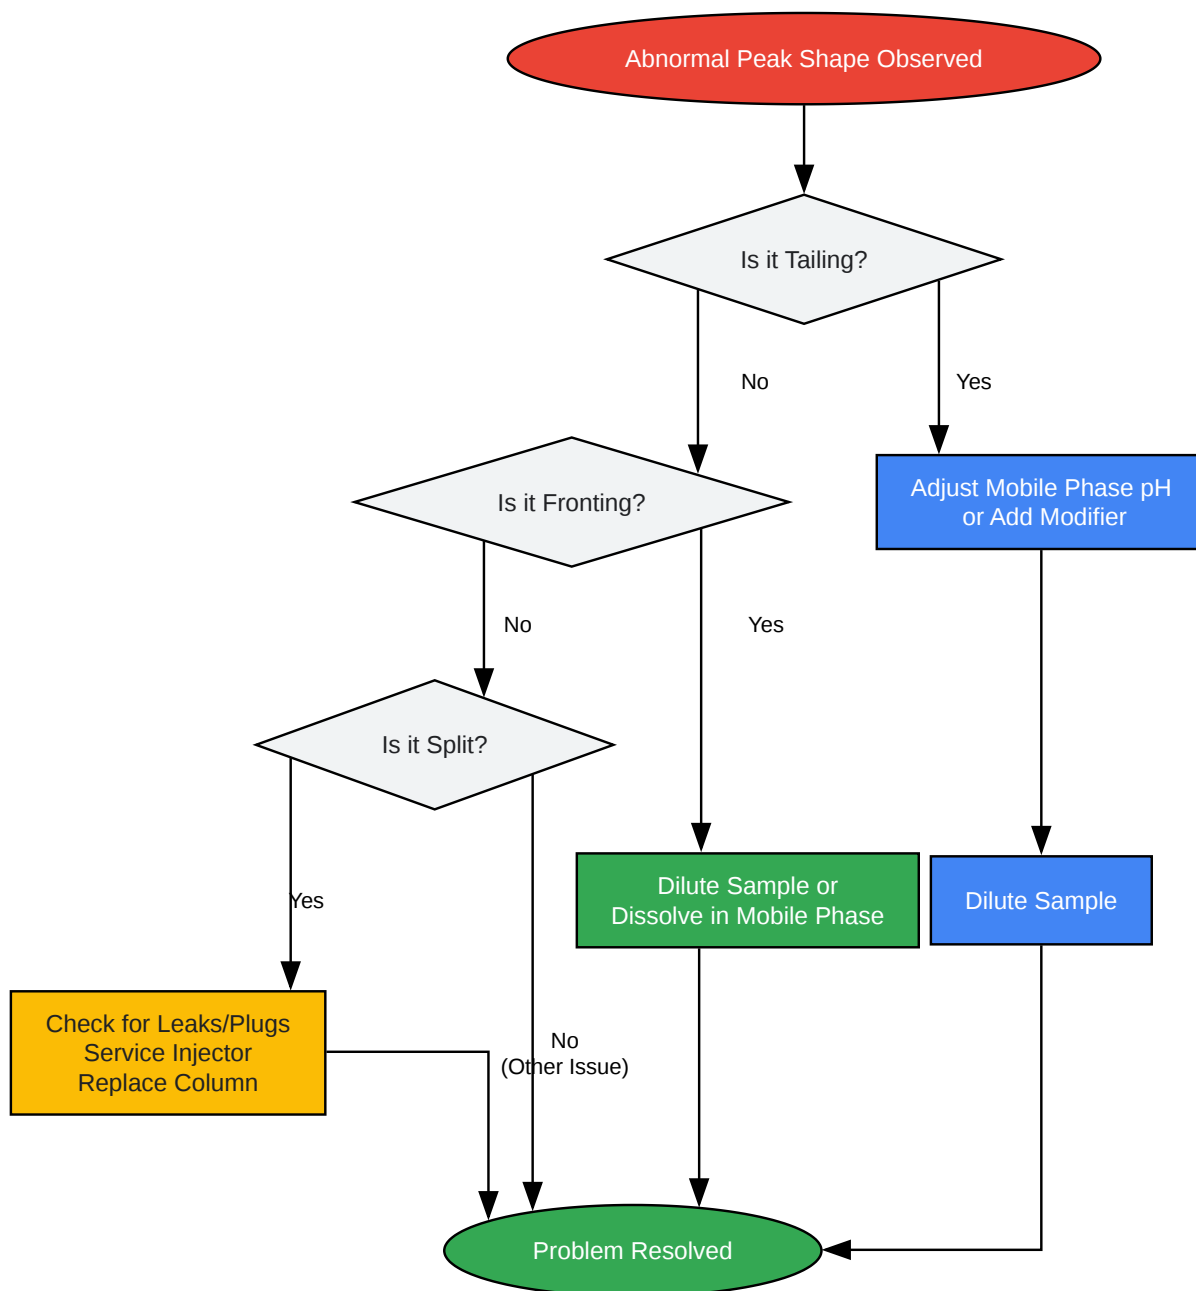 Abnormal Peak Shape Observed
Is it Tailing?
No
Yes
Is it Fronting?
Adjust Mobile Phase pH
or Add Modifier
No
Yes
Is it Split?
Yes
Dilute Sample or
Dissolve in Mobile Phase
Dilute Sample
Check for Leaks/Plugs
Service Injector
Replace Column
No
(Other Issue)
Problem Resolved